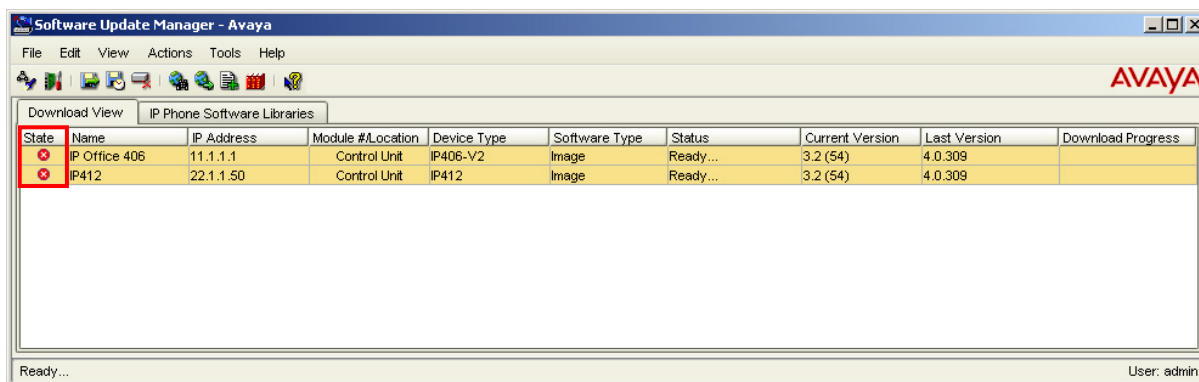 Software Update Manager - Avaya
File Edit View Actions Tools Help
AVAYA
Download View IP Phone Software Libraries
State Name IP Address Module #/Location Device Type Software Type Status Current Version Last Version Download Progress
IP Office 406 11.1.1.1 Control Unit IP406-V2 Image Ready... 3.2 (54) 4.0.309
IP412 22.1.1.50 Control Unit IP412 Image Ready... 3.2 (54) 4.0.309
Ready... User: admin